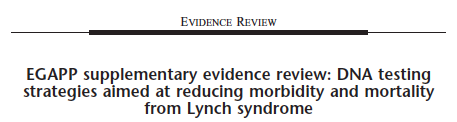 EVIDENCE REVIEW
EGAPP supplementary evidence review: DNA testing
strategies aimed at reducing morbidity and mortality
from Lynch syndrome